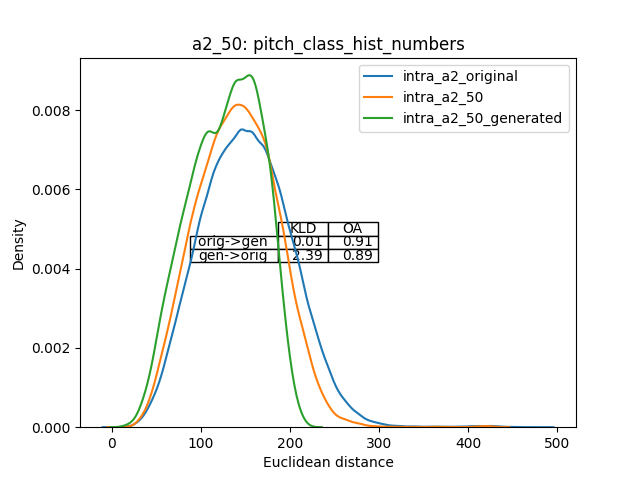 a2_50: pitch_class_hist_numbers
intra_a2_original
intra_a2_50
intra_a2_50_generated
Density
0.008
0.006
0.004
0.002
0.000
KLD OA
orig->gen 0.01 0.91
gen->orig 2.39 0.89
0 100 200 300 400 500
Euclidean distance